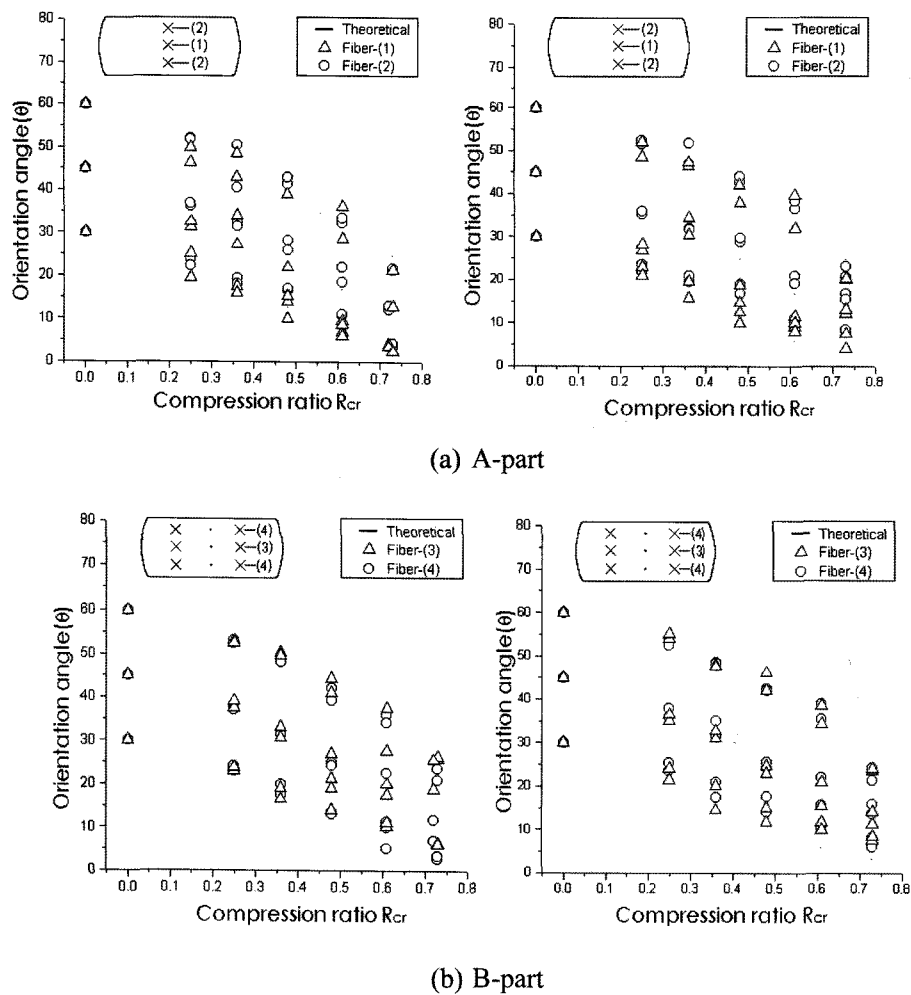 80
70
60
50
40
30
20
10
0
Orientation angle(θ)
(2)
(1)
(2)
Theoretical
Fiber-(1)
Fiber-(2)
0.0 0.1 0.2 0.3 0.4 0.5 0.6 0.7 0.8
Compression ratio Rcr
80
70
60
50
40
30
20
10
0
Orientation angle(θ)
(2)
(1)
(2)
Theoretical
Fiber-(1)
Fiber-(2)
0.0 0.1 0.2 0.3 0.4 0.5 0.6 0.7 0.8
Compression ratio Rcr
(a) A-part
80
70
60
50
40
30
20
10
0
Orientation angle(θ)
(4)
(3)
(4)
Theoretical
Fiber-(3)
Fiber-(4)
0.0 0.1 0.2 0.3 0.4 0.5 0.6 0.7 0.8
Compression ratio Rcr
80
70
60
50
40
30
20
10
0
Orientation angle(θ)
(4)
(3)
(4)
Theoretical
Fiber-(3)
Fiber-(4)
0.0 0.1 0.2 0.3 0.4 0.5 0.6 0.7 0.8
Compression ratio Rcr
(b) B-part